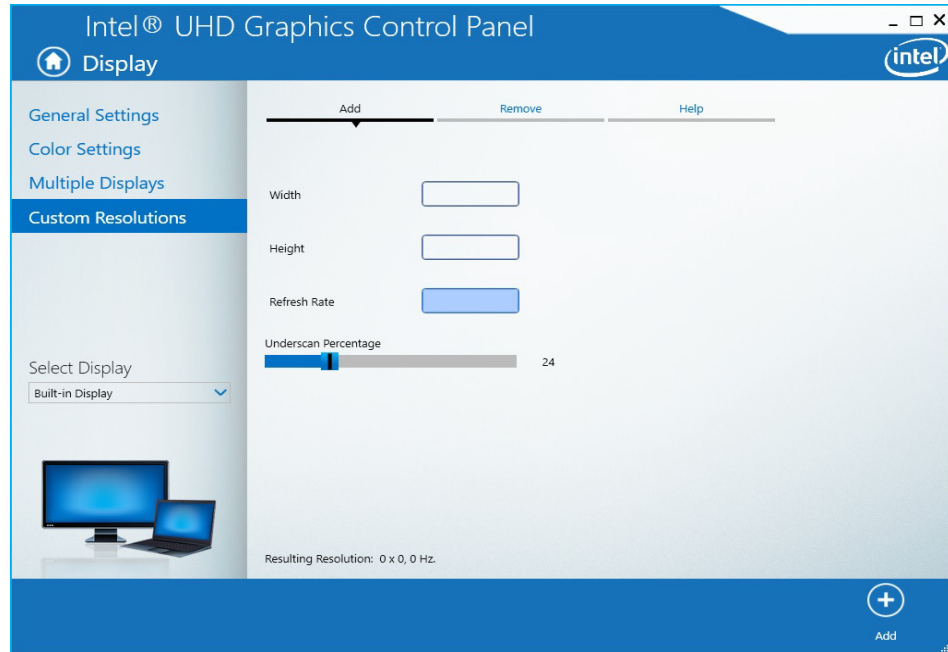 Intel® UHD Graphics Control Panel
Display
intel
General Settings
Color Settings
Multiple Displays
Custom Resolutions
Select Display
Built-in Display
Add Remove Help
Width
Height
Refresh Rate
Underscan Percentage
24
Resulting Resolution: 0 x 0, 0 Hz.
Add